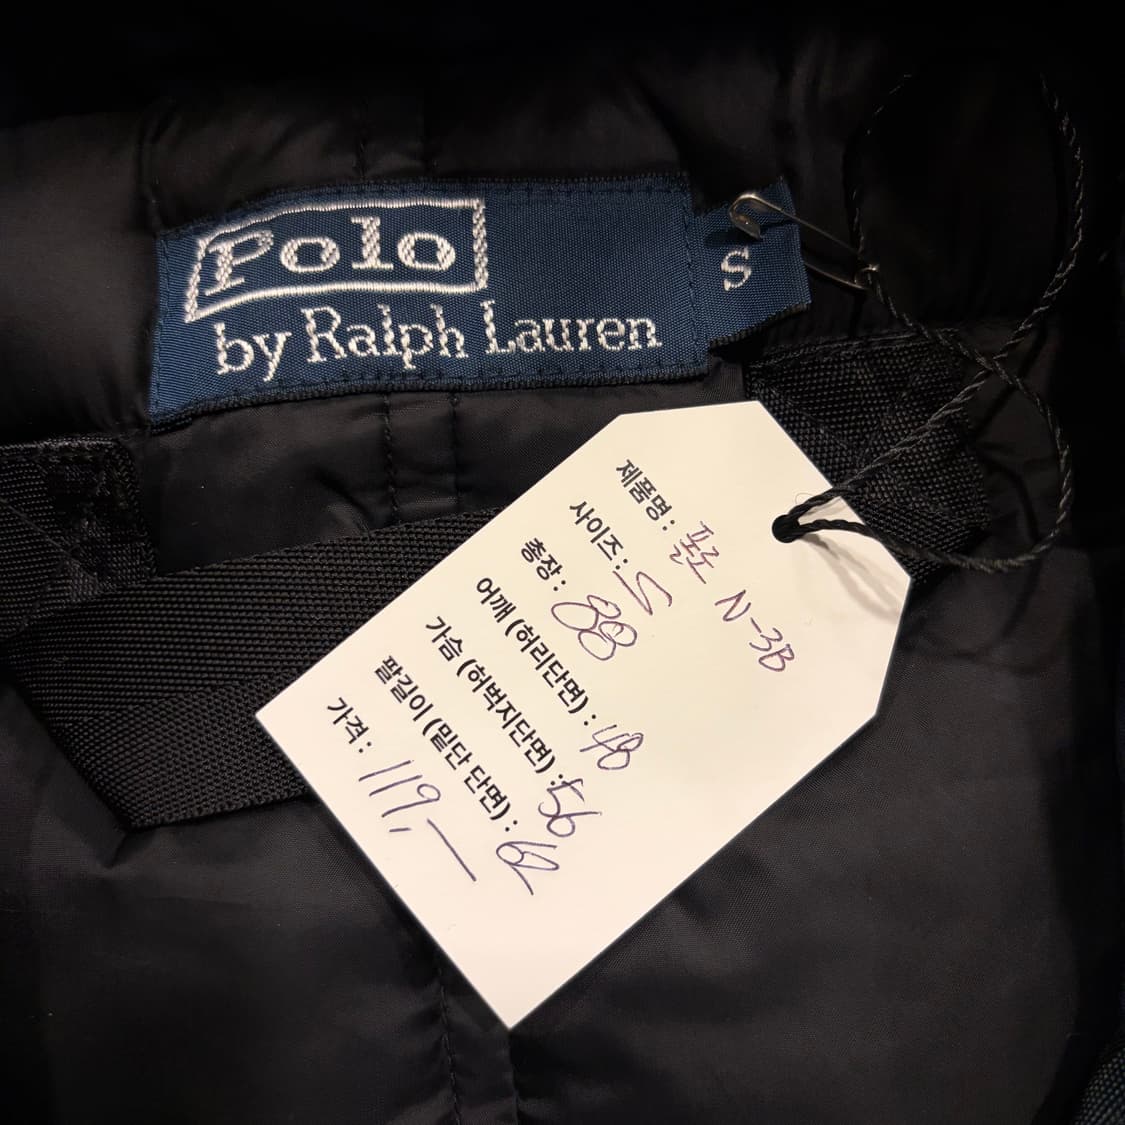 Polo
by Ralph Lauren
S
제품명 : 폴로 N-3B
사이즈 : S
총장 : 88
어깨 (허리단면) : 48
가슴 (허벅지단면) : 56
팔길이 (밑단 단면) : 62
가격 : 119,—